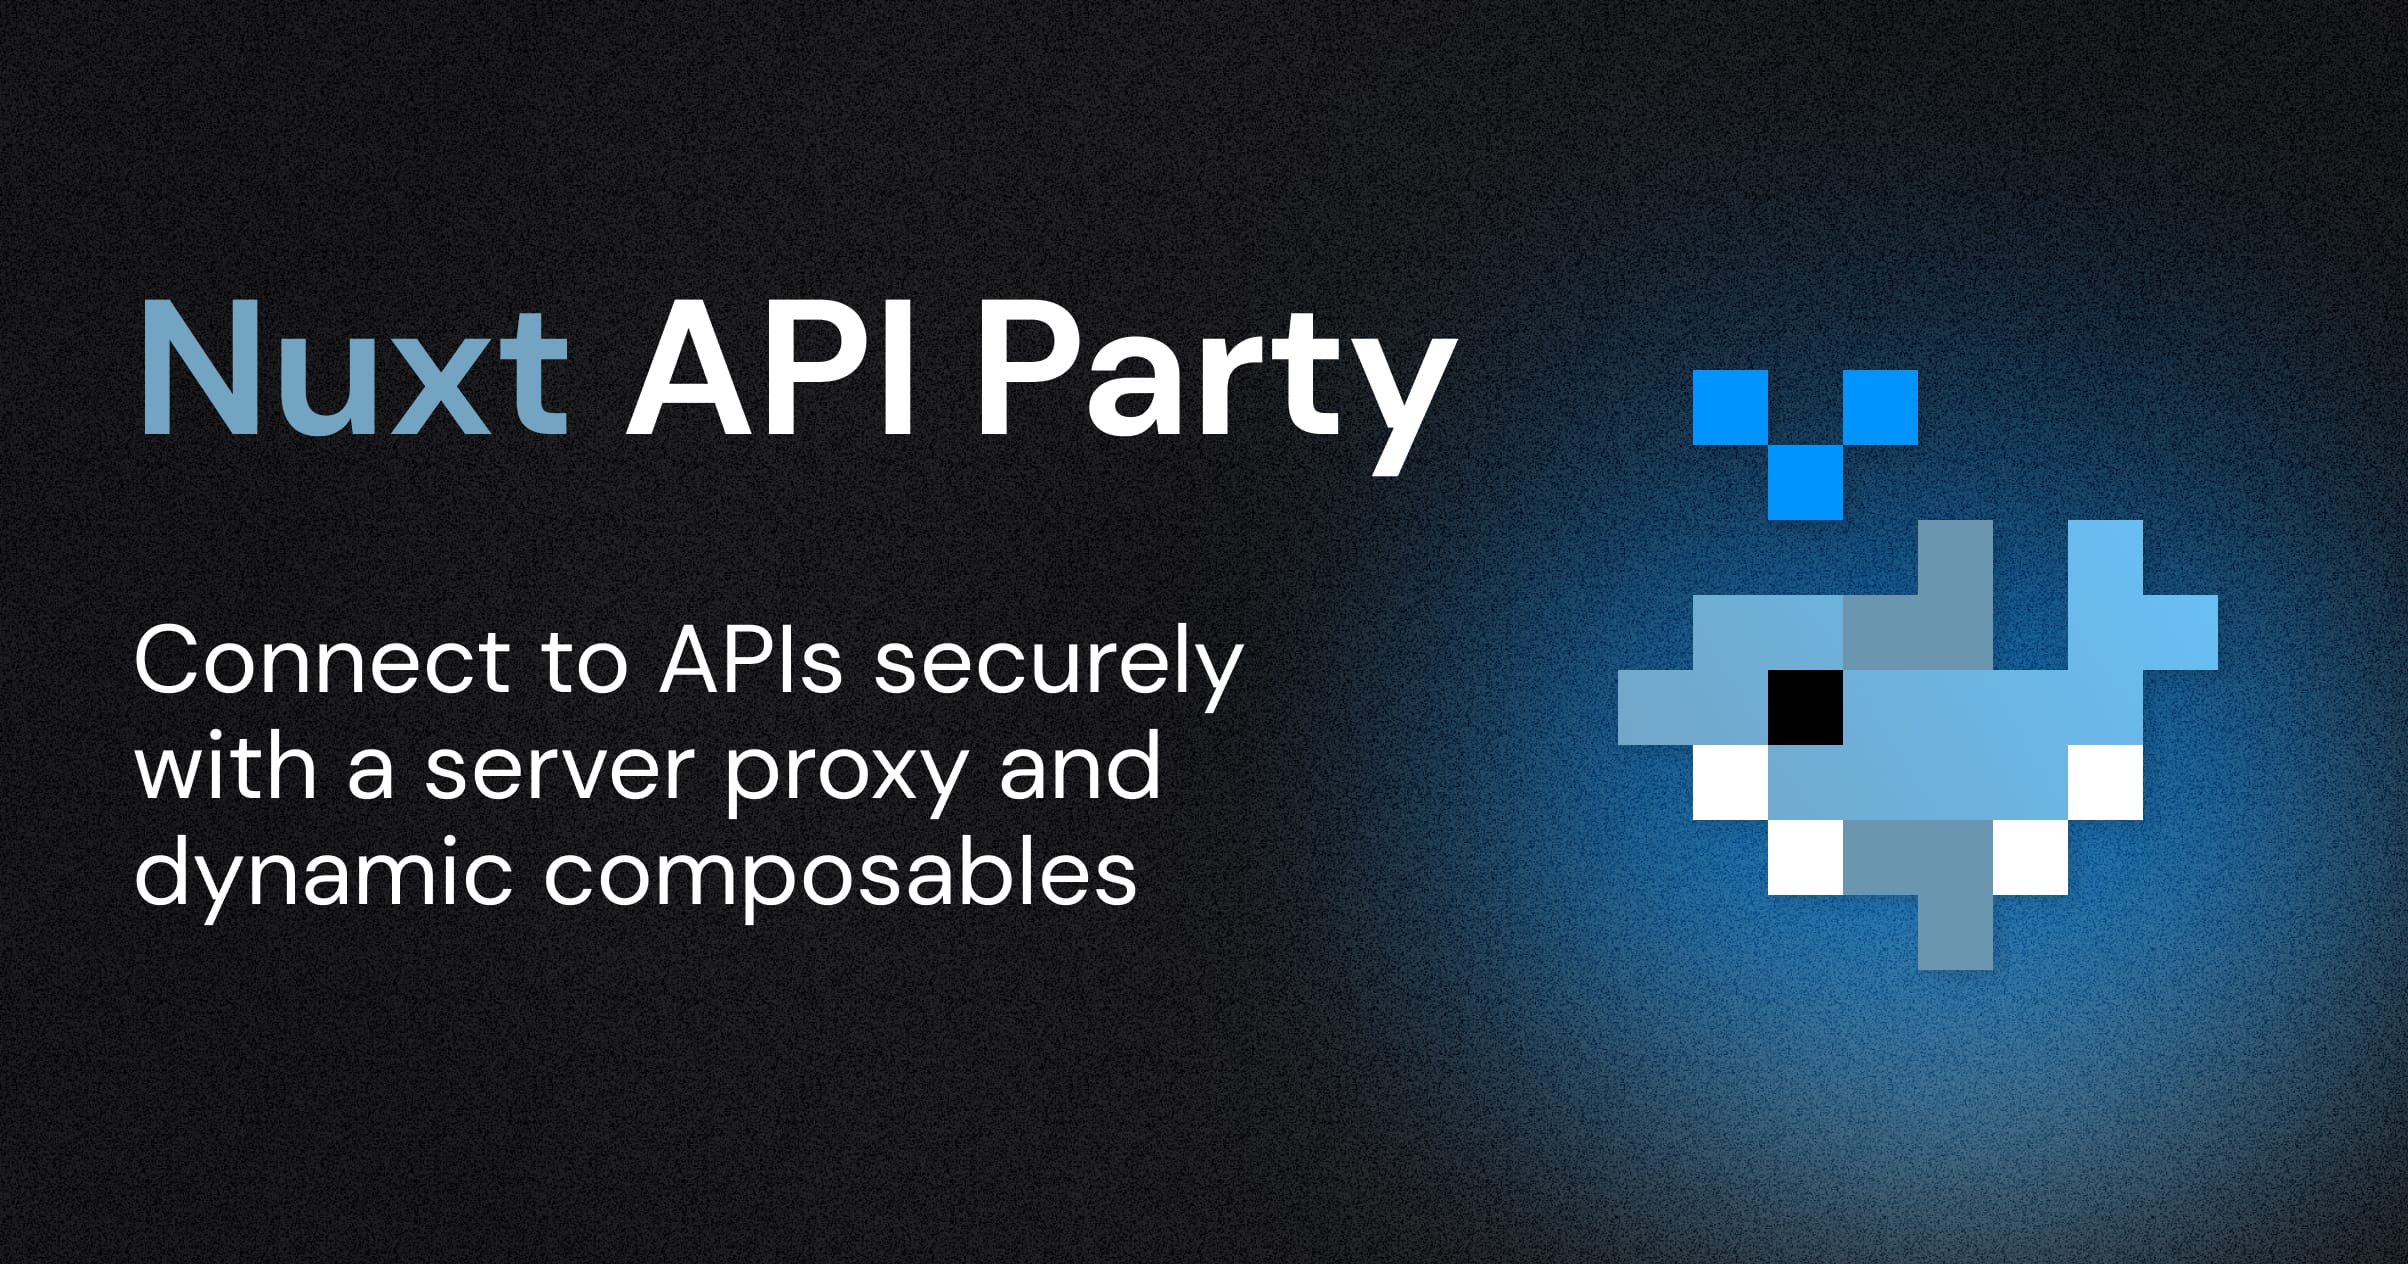 Nuxt API Party
Connect to APIs securely
with a server proxy and
dynamic composables